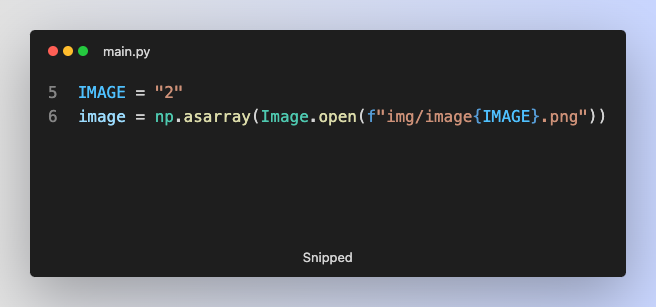 main.py
5 IMAGE = "2"
6 image = np.asarray(Image.open(f"img/image{IMAGE}.png"))
Snipped